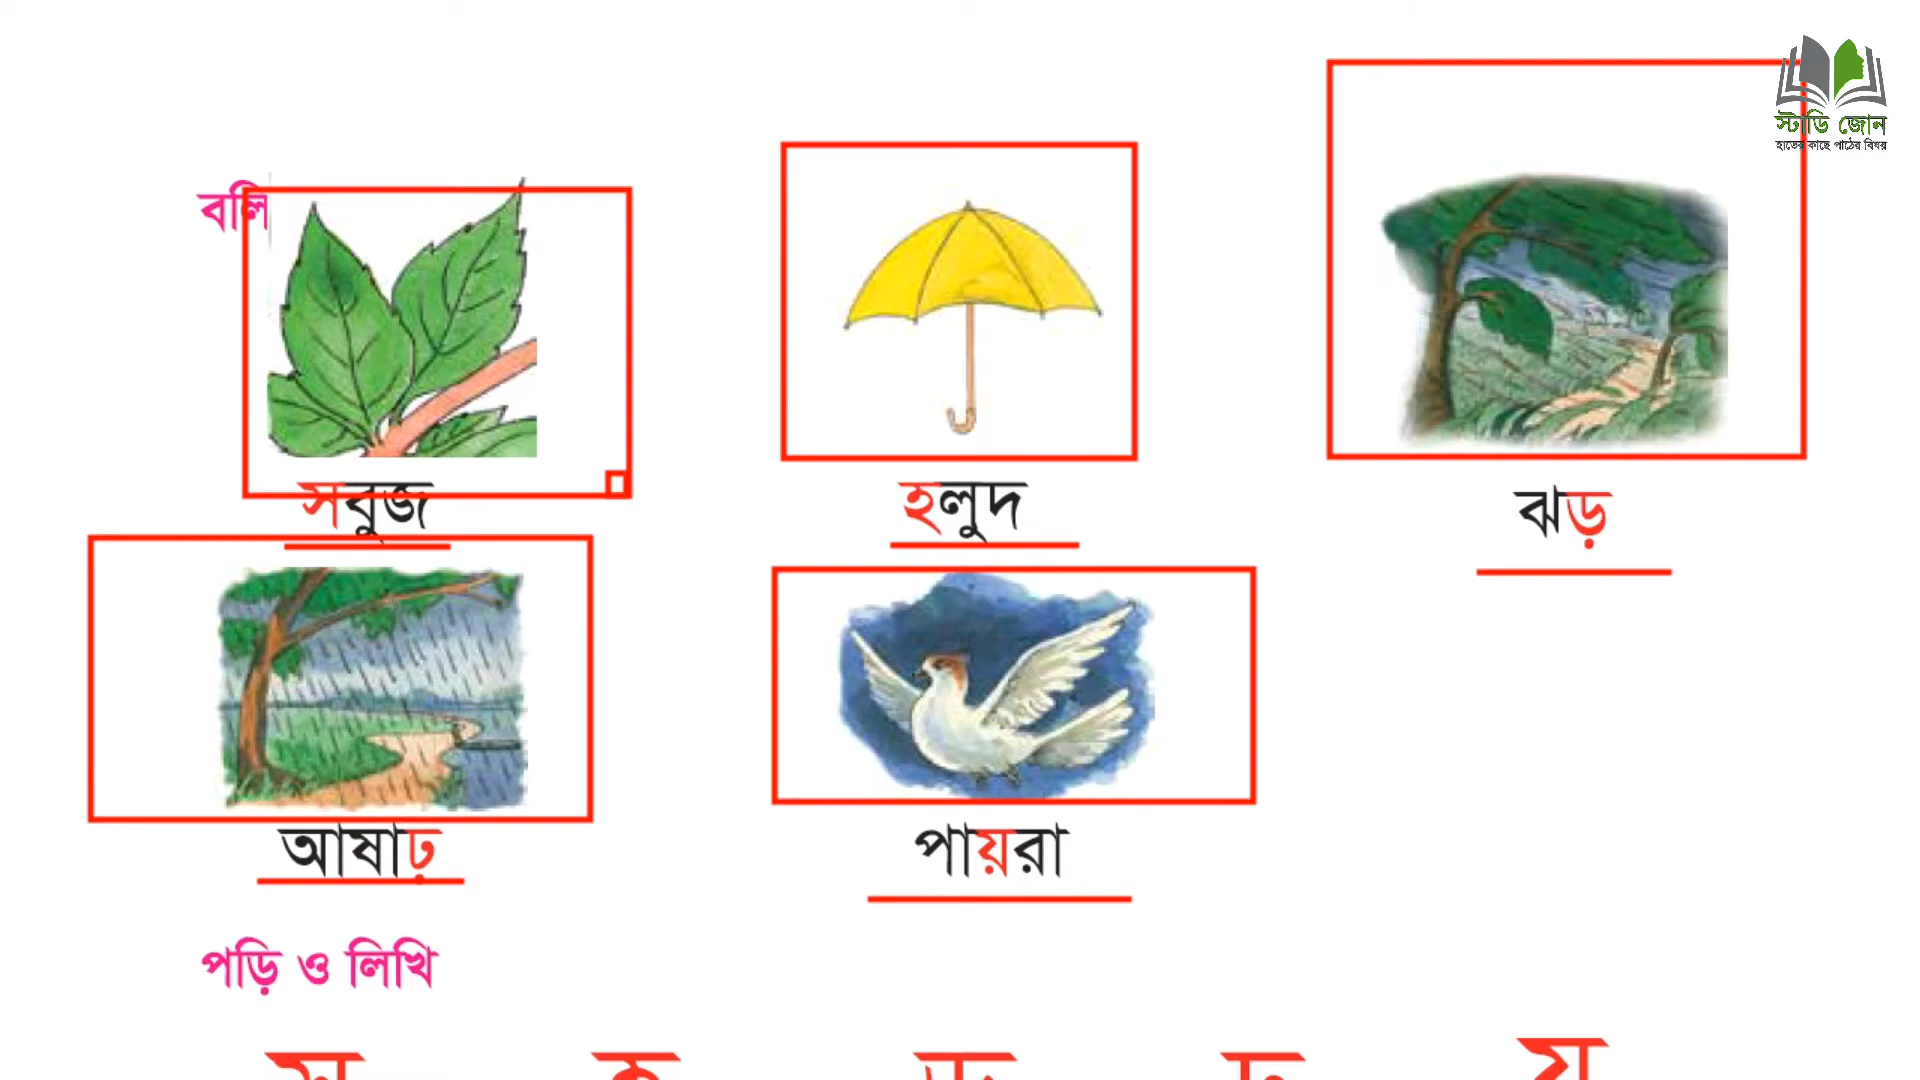 স্টাডি জোন
হাতের কাছে পাঠের বিষয়
বলি
সবুজ হলুদ ঝড়
আষাঢ় পায়রা
পড়ি ও লিখি